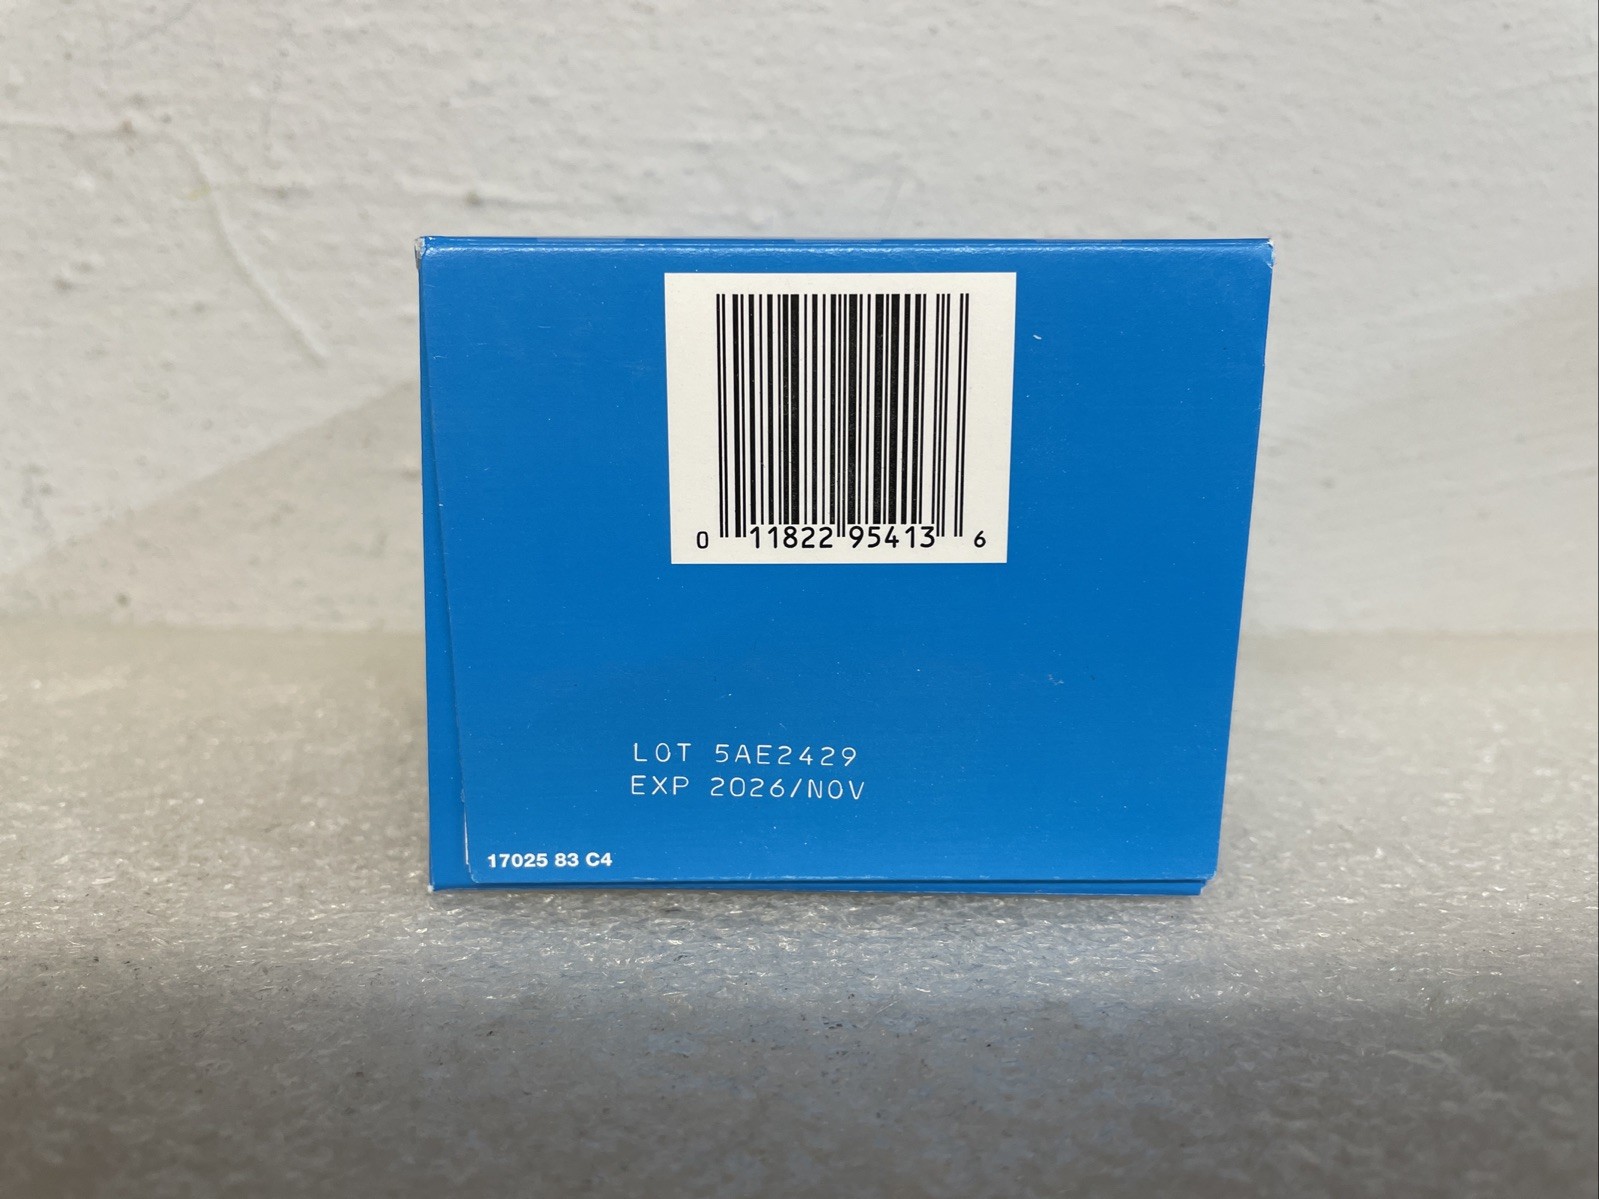 0 11822 95413 6
LOT 5AE2429
EXP 2026/NOV
17025 83 C4